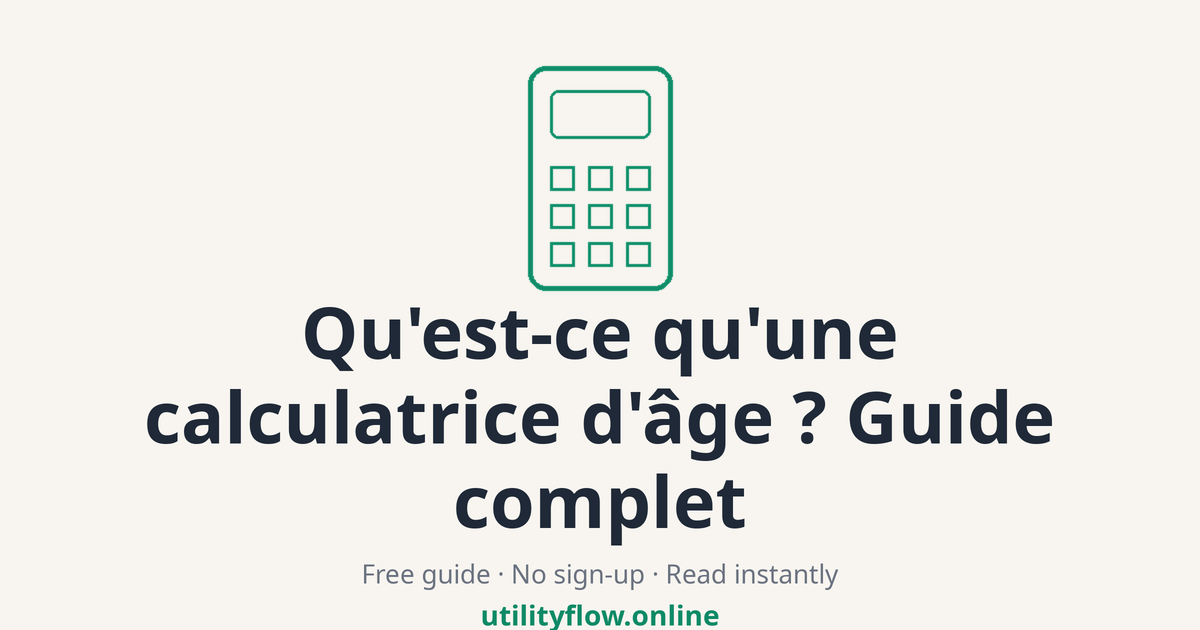 Qu'est-ce qu'une
calculatrice d'âge ? Guide
complet
Free guide · No sign-up · Read instantly
utilityflow.online